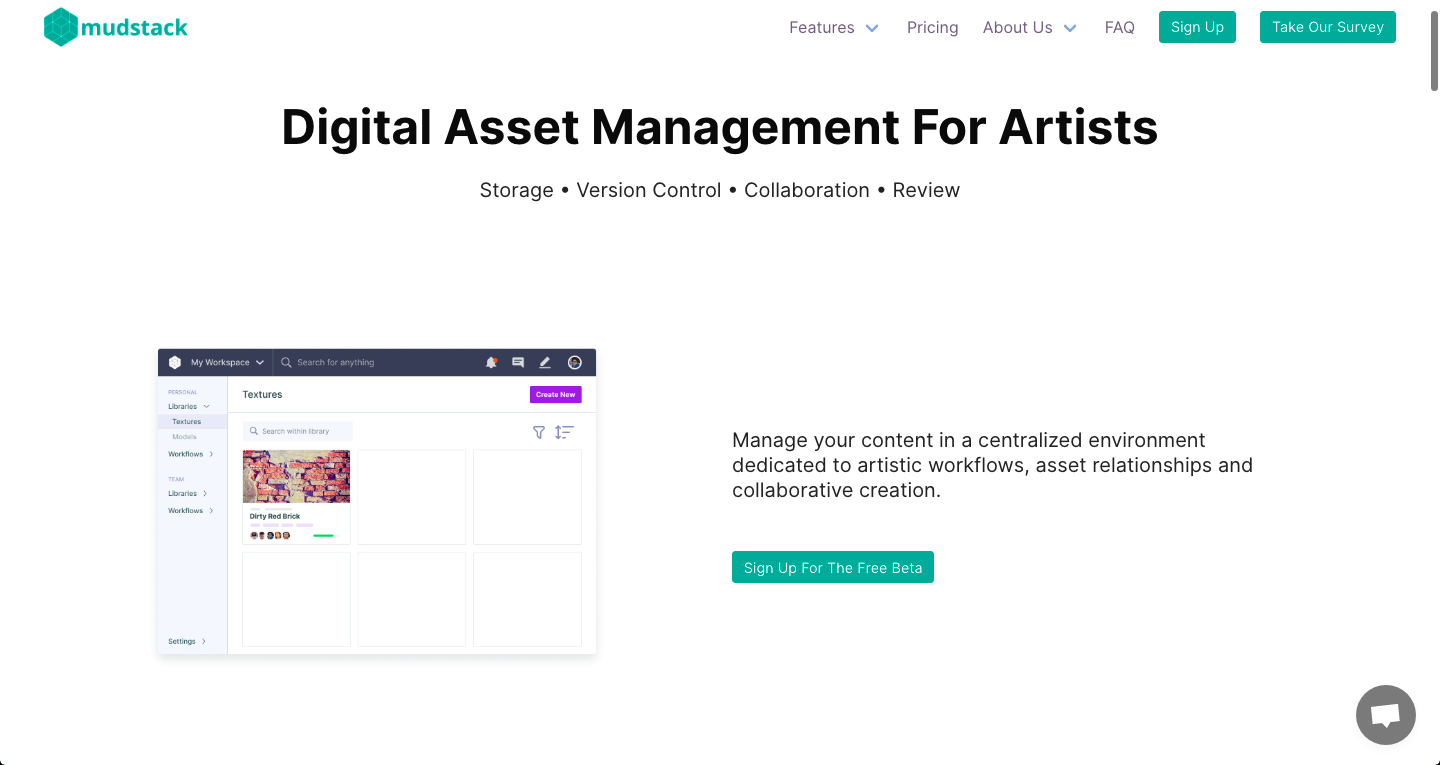 mudstack
Features
Pricing
About Us
FAQ
Sign Up
Take Our Survey
Digital Asset Management For Artists
Storage • Version Control • Collaboration • Review
My Workspace
Search for anything
PERSONAL
Libraries
Textures
Models
Workflows
TEAM
Libraries
Workflows
Settings
Textures
Create New
Search within library
Dirty Red Brick
Manage your content in a centralized environment
dedicated to artistic workflows, asset relationships and
collaborative creation.
Sign Up For The Free Beta